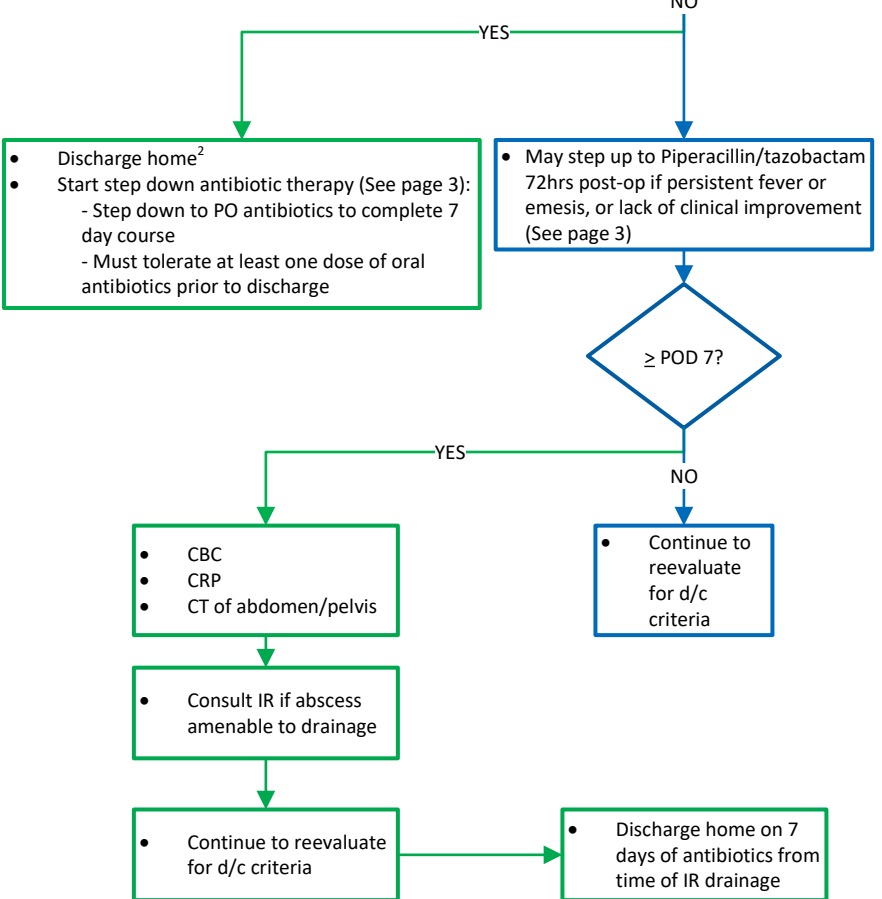 NO
YES
• Discharge home2
• Start step down antibiotic therapy (See page 3):
- Step down to PO antibiotics to complete 7
day course
- Must tolerate at least one dose of oral
antibiotics prior to discharge
• May step up to Piperacillin/tazobactam
72hrs post-op if persistent fever or
emesis, or lack of clinical improvement
(See page 3)
≥ POD 7?
YES
NO
• CBC
• CRP
• CT of abdomen/pelvis
• Continue to
reevaluate
for d/c
criteria
• Consult IR if abscess
amenable to drainage
• Continue to reevaluate
for d/c criteria
• Discharge home on 7
days of antibiotics from
time of IR drainage